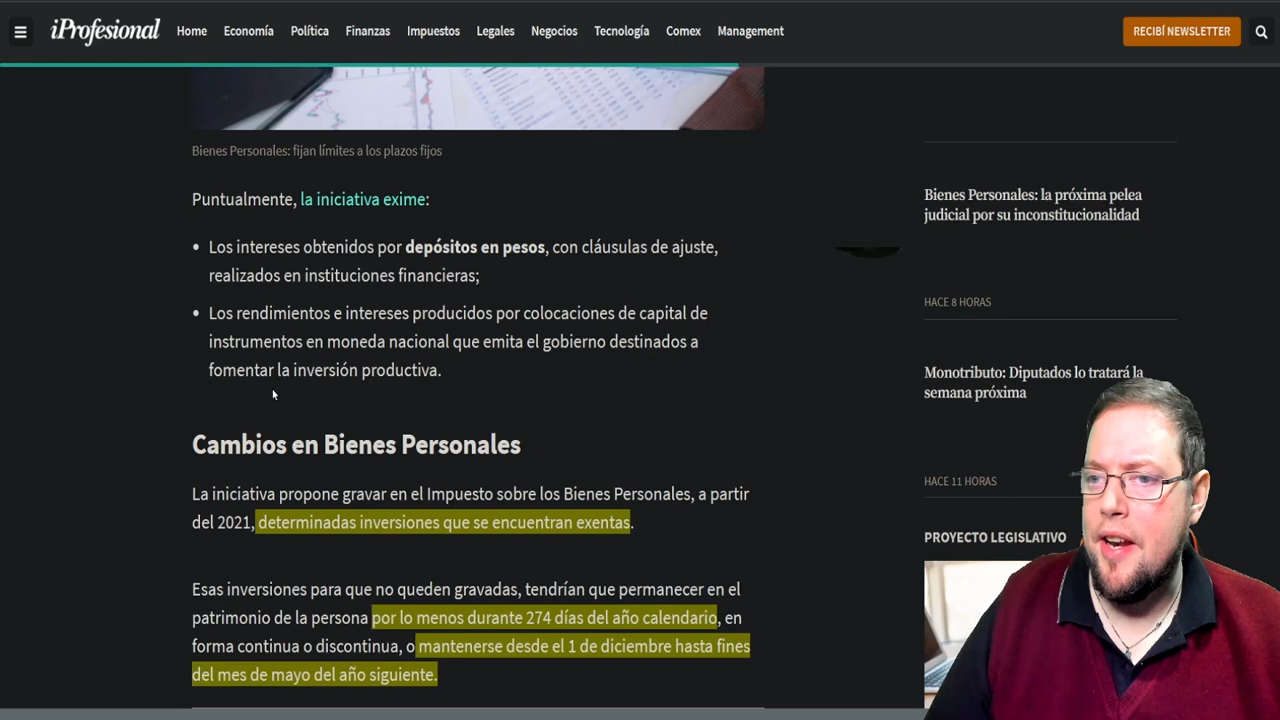 iProfesional
Home Economía Política Finanzas Impuestos Legales Negocios Tecnología Comex Management
RECIBÍ NEWSLETTER
Bienes Personales: fijan límites a los plazos fijos
Puntualmente, la iniciativa exime:
• Los intereses obtenidos por depósitos en pesos, con cláusulas de ajuste,
realizados en instituciones financieras;
• Los rendimientos e intereses producidos por colocaciones de capital de
instrumentos en moneda nacional que emita el gobierno destinados a
fomentar la inversión productiva.
Cambios en Bienes Personales
La iniciativa propone gravar en el Impuesto sobre los Bienes Personales, a partir
del 2021, determinadas inversiones que se encuentran exentas.
Esas inversiones para que no queden gravadas, tendrían que permanecer en el
patrimonio de la persona por lo menos durante 274 días del año calendario, en
forma continua o discontinua, o mantenerse desde el 1 de diciembre hasta fines
del mes de mayo del año siguiente.
Bienes Personales: la próxima pelea
judicial por su inconstitucionalidad
HACE 8 HORAS
Monotributo: Diputados lo tratará la
semana próxima
HACE 11 HORAS
PROYECTO LEGISLATIVO